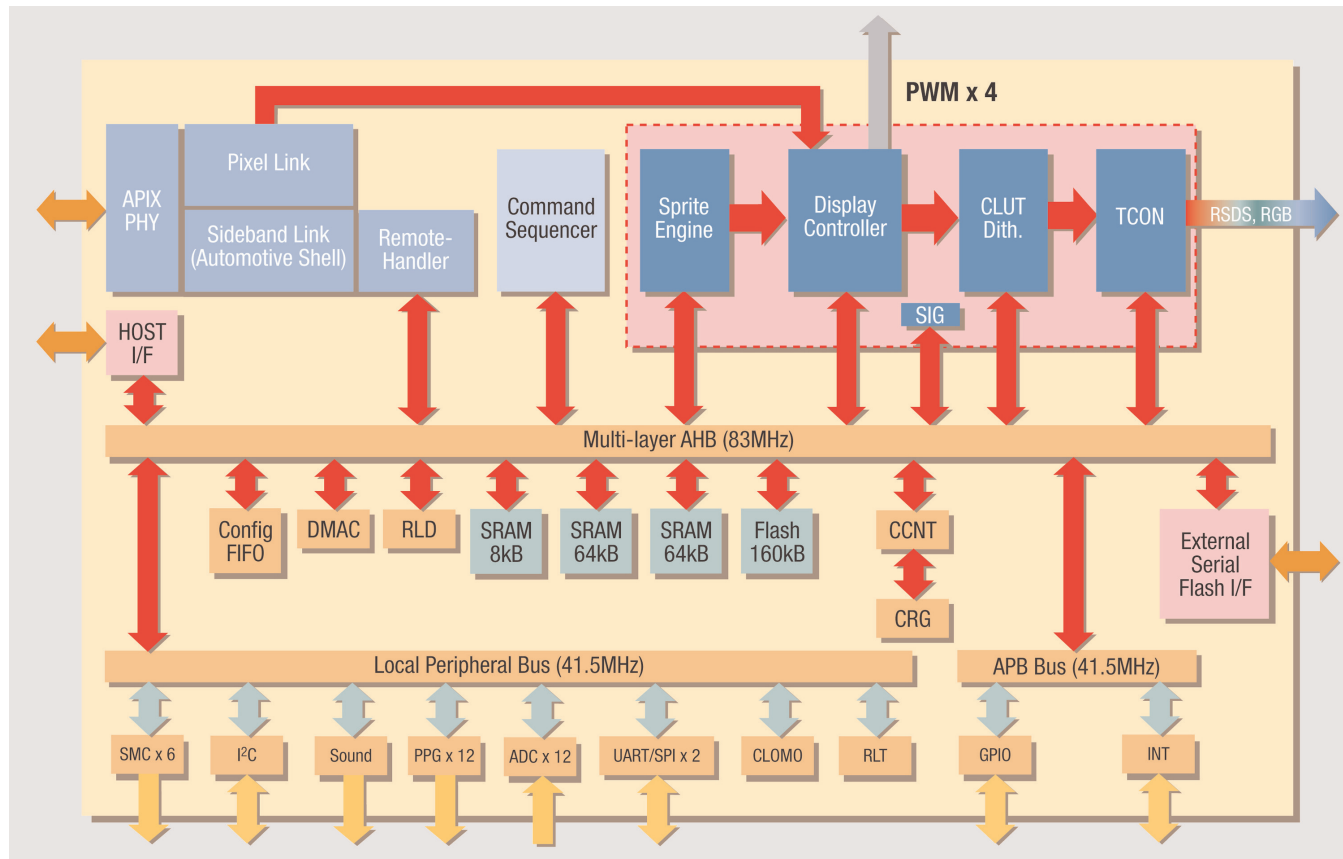 PWM x 4
APIX
PHY
Pixel Link
Sideband Link
(Automotive Shell)
Remote-
Handler
Command
Sequencer
Sprite
Engine
Display
Controller
CLUT
Dith.
TCON
RSDS, RGB
SIG
HOST
I/F
Multi-layer AHB (83MHz)
Config
FIFO
DMAC
RLD
SRAM
8kB
SRAM
64kB
SRAM
64kB
Flash
160kB
CCNT
CRG
External
Serial
Flash I/F
Local Peripheral Bus (41.5MHz)
APB Bus (41.5MHz)
SMC x 6
I²C
Sound
PPG x 12
ADC x 12
UART/SPI x 2
CLOMO
RLT
GPIO
INT